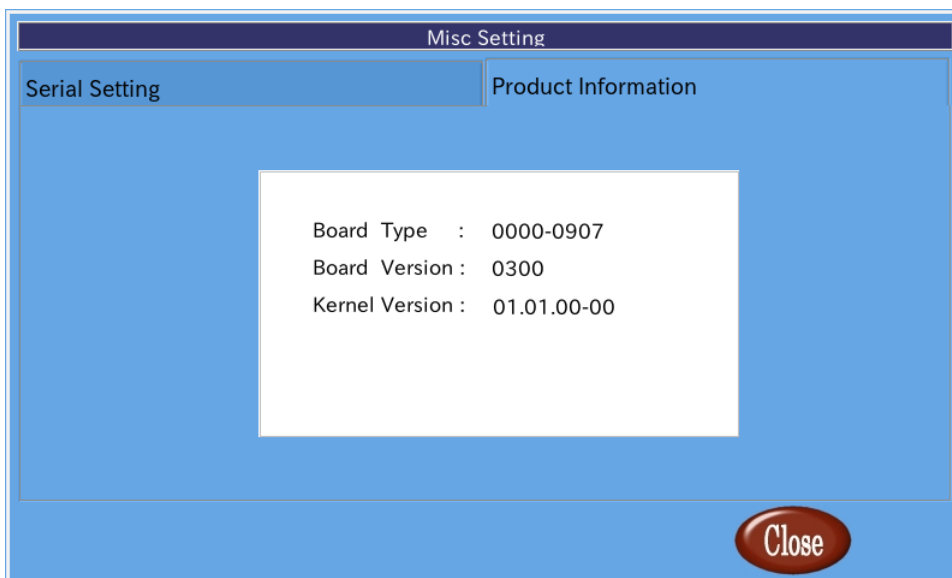 Misc Setting
Serial Setting
Product Information
Board Type : 0000-0907
Board Version : 0300
Kernel Version : 01.01.00-00
Close